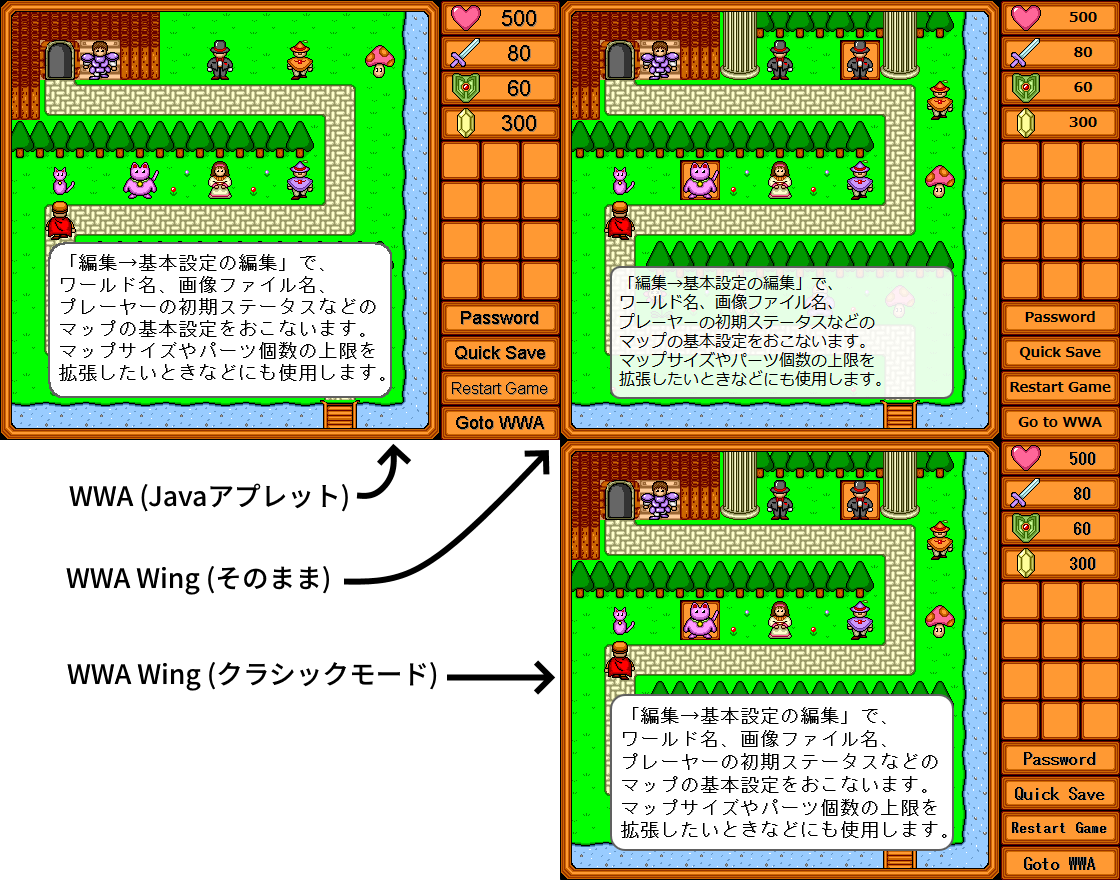 500
80
60
300
「編集→基本設定の編集」で、
ワールド名、画像ファイル名、
プレーヤーの初期ステータスなどの
マップの基本設定をおこないます。
マップサイズやパーツ個数の上限を
拡張したいときなどにも使用します。
Password
Quick Save
Restart Game
Goto WWA
500
80
60
300
「編集→基本設定の編集」で、
ワールド名、画像ファイル名、
プレーヤーの初期ステータスなどの
マップの基本設定をおこないます。
マップサイズやパーツ個数の上限を
拡張したいときなどにも使用します。
Password
Quick Save
Restart Game
Go to WWA
WWA (Javaアプレット)
WWA Wing (そのまま)
WWA Wing (クラシックモード)
500
80
60
300
「編集→基本設定の編集」で、
ワールド名、画像ファイル名、
プレーヤーの初期ステータスなどの
マップの基本設定をおこないます。
マップサイズやパーツ個数の上限を
拡張したいときなどにも使用します。
Password
Quick Save
Restart Game
Goto WWA